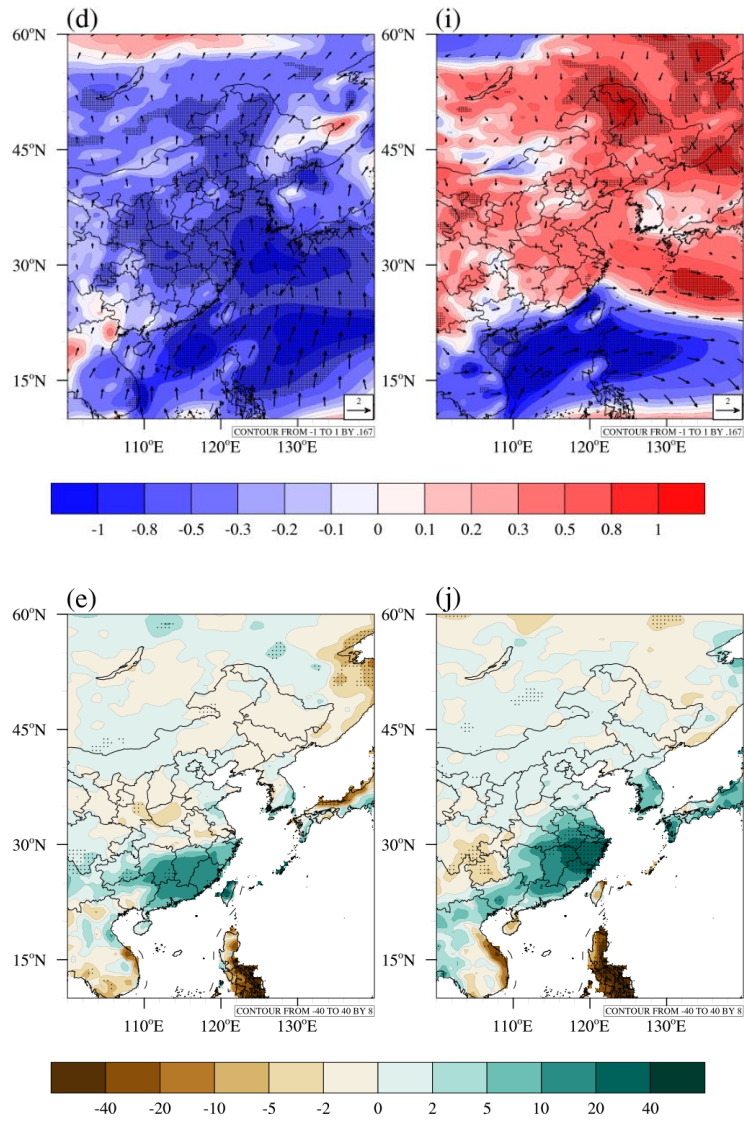 (d) (i)
60°N 60°N
45°N 45°N
30°N 30°N
15°N 15°N
2 2
CONTOUR FROM -1 TO 1 BY .167 CONTOUR FROM -1 TO 1 BY .167
110°E 120°E 130°E 110°E 120°E 130°E
-1 -0.8 -0.5 -0.3 -0.2 -0.1 0 0.1 0.2 0.3 0.5 0.8 1
(e) (j)
60°N 60°N
45°N 45°N
30°N 30°N
15°N 15°N
CONTOUR FROM -40 TO 40 BY 8 CONTOUR FROM -40 TO 40 BY 8
110°E 120°E 130°E 110°E 120°E 130°E
-40 -20 -10 -5 -2 0 2 5 10 20 40